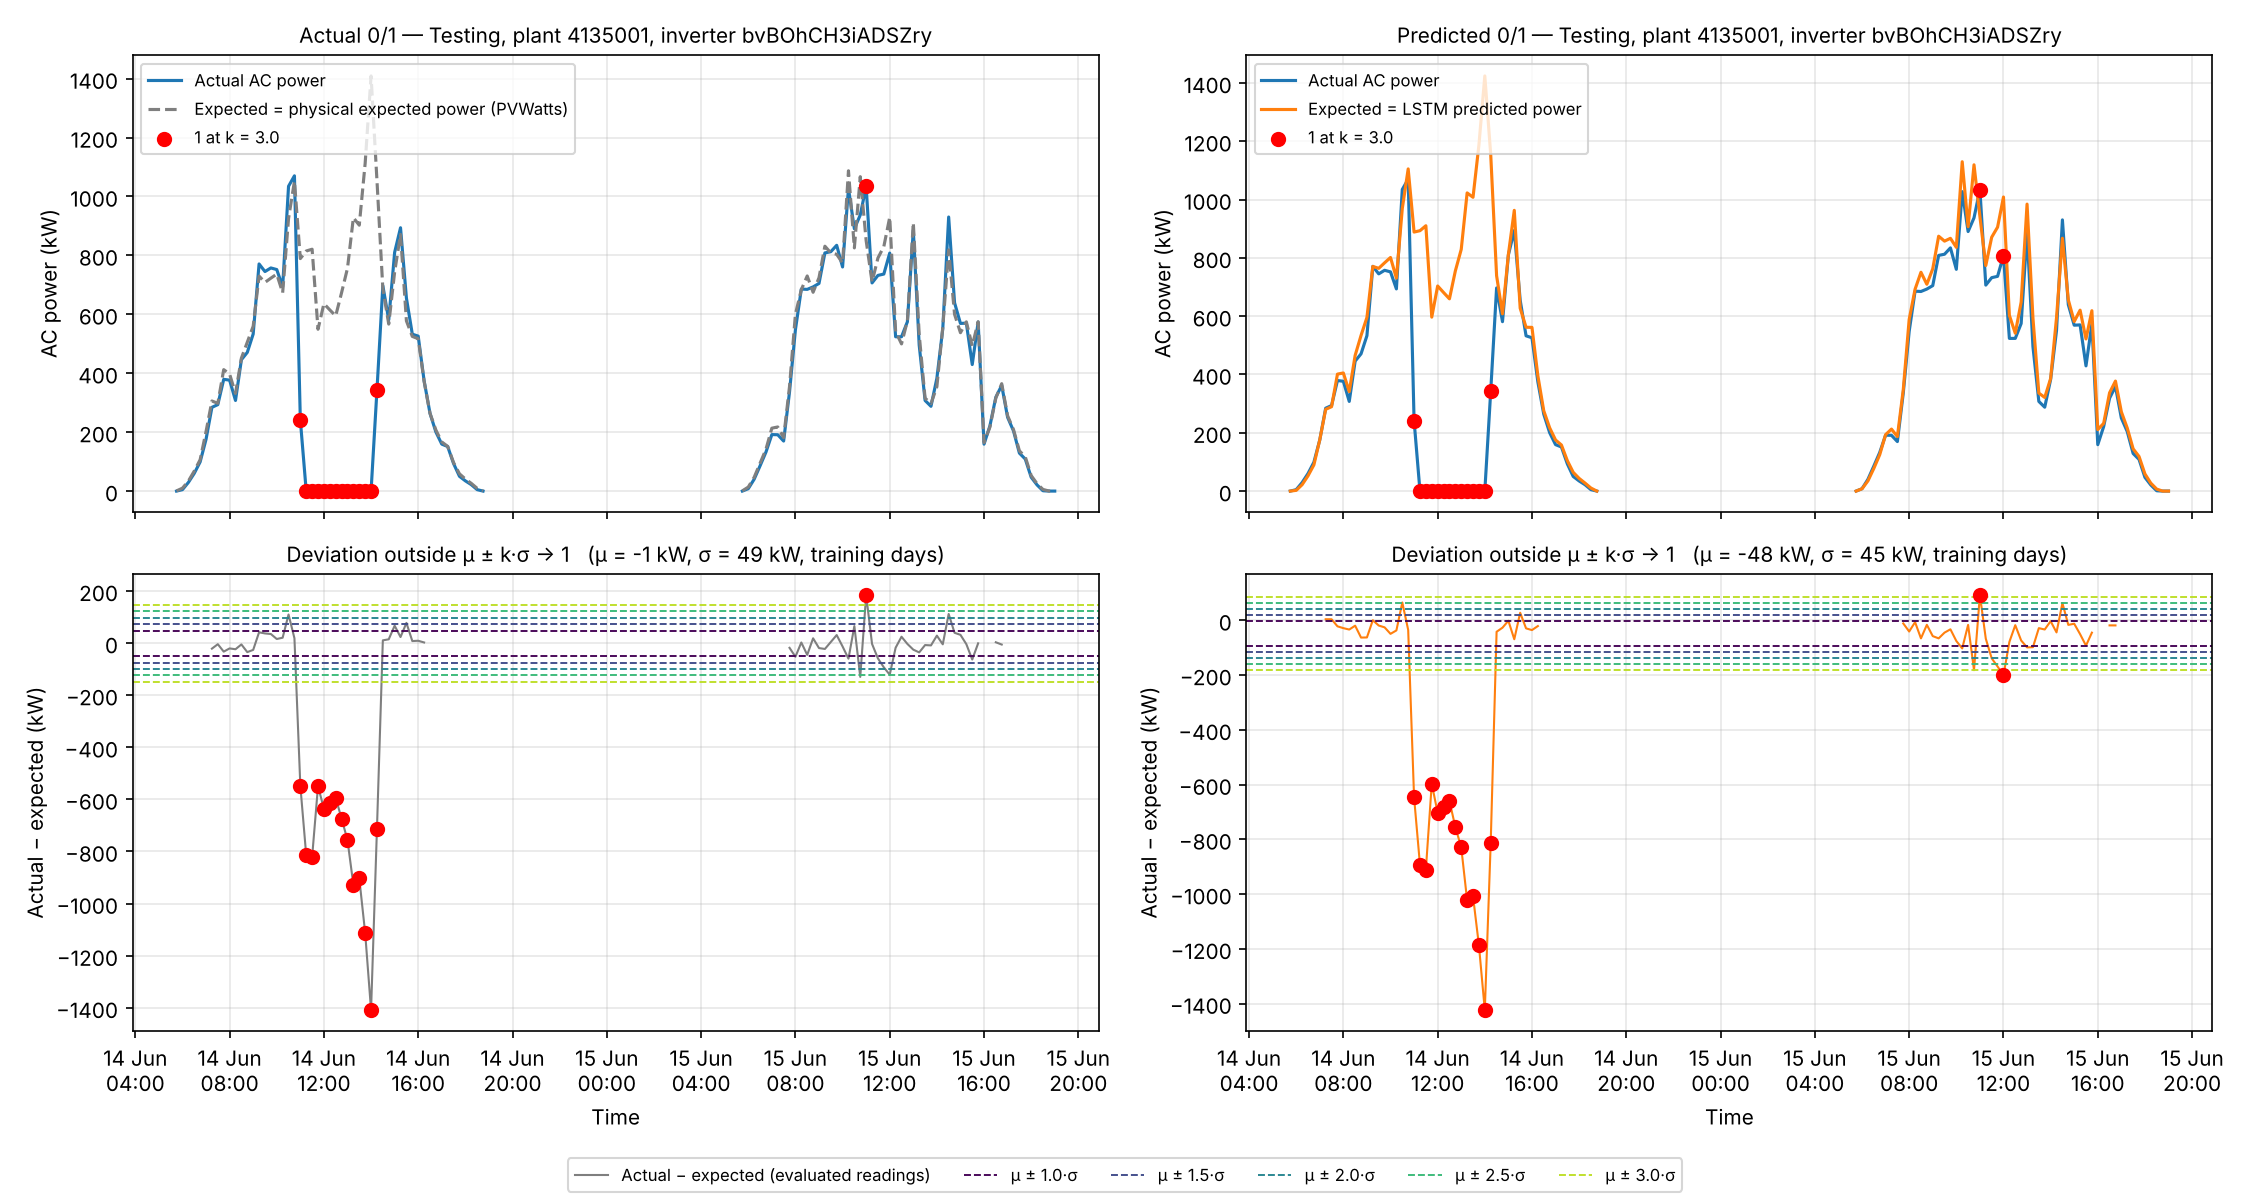 Actual 0/1 — Testing, plant 4135001, inverter bvBOhCH3iADSZry
Actual AC power
Expected = physical expected power (PVWatts)
1 at k = 3.0
AC power (kW)
1400
1200
1000
800
600
400
200
0
Predicted 0/1 — Testing, plant 4135001, inverter bvBOhCH3iADSZry
Actual AC power
Expected = LSTM predicted power
1 at k = 3.0
AC power (kW)
1400
1200
1000
800
600
400
200
0
Deviation outside μ ± k·σ → 1 (μ = -1 kW, σ = 49 kW, training days)
Actual − expected (kW)
200
0
−200
−400
−600
−800
−1000
−1200
−1400
14 Jun 14 Jun 14 Jun 14 Jun 14 Jun 15 Jun 15 Jun 15 Jun 15 Jun 15 Jun 15 Jun
04:00 08:00 12:00 16:00 20:00 00:00 04:00 08:00 12:00 16:00 20:00
Time
Deviation outside μ ± k·σ → 1 (μ = -48 kW, σ = 45 kW, training days)
Actual − expected (kW)
0
−200
−400
−600
−800
−1000
−1200
−1400
14 Jun 14 Jun 14 Jun 14 Jun 14 Jun 15 Jun 15 Jun 15 Jun 15 Jun 15 Jun 15 Jun
04:00 08:00 12:00 16:00 20:00 00:00 04:00 08:00 12:00 16:00 20:00
Time
Actual − expected (evaluated readings) μ ± 1.0·σ μ ± 1.5·σ μ ± 2.0·σ μ ± 2.5·σ μ ± 3.0·σ